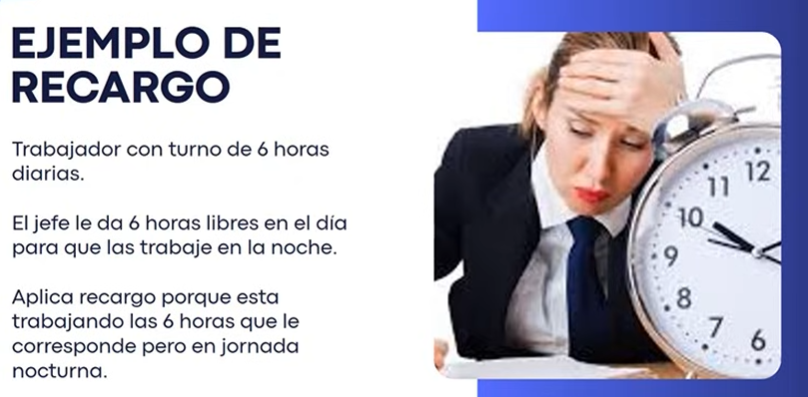 EJEMPLO DE
RECARGO
Trabajador con turno de 6 horas
diarias.
El jefe le da 6 horas libres en el día
para que las trabaje en la noche.
Aplica recargo porque esta
trabajando las 6 horas que le
corresponde pero en jornada
nocturna.
12
11
10
9
8
7
6